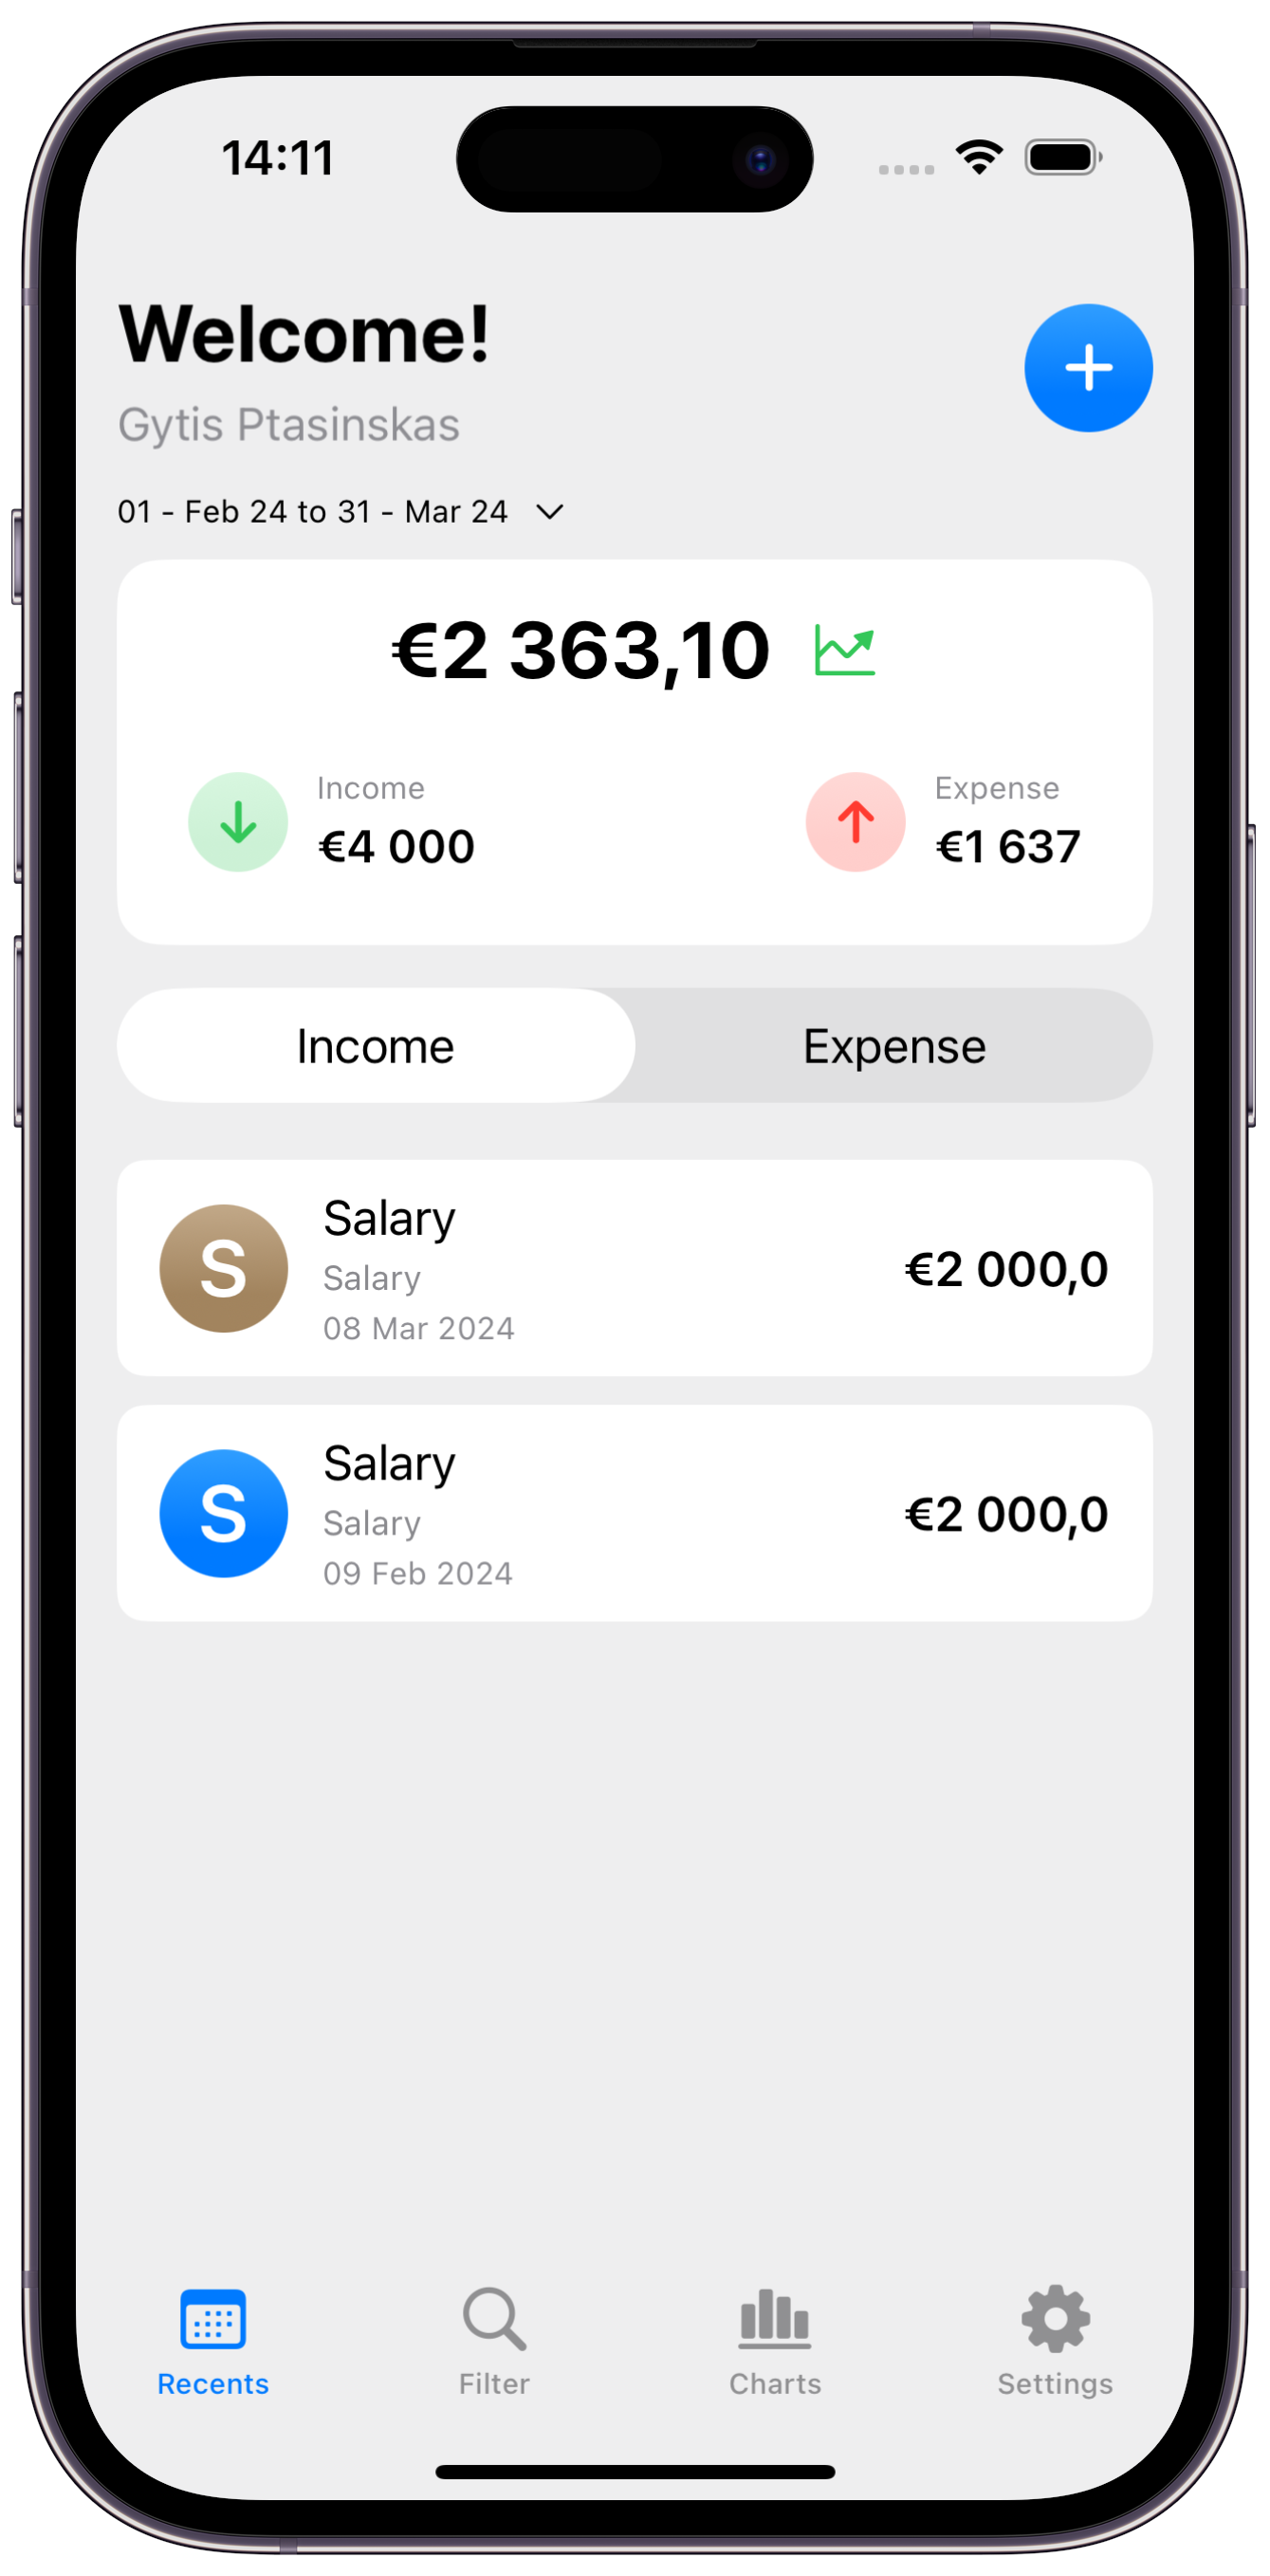 14:11
Welcome!
Gytis Ptasinskas
01 - Feb 24 to 31 - Mar 24
€2 363,10
Income
€4 000
Expense
€1 637
Income
Expense
S
Salary
Salary
08 Mar 2024
€2 000,0
S
Salary
Salary
09 Feb 2024
€2 000,0
Recents
Filter
Charts
Settings